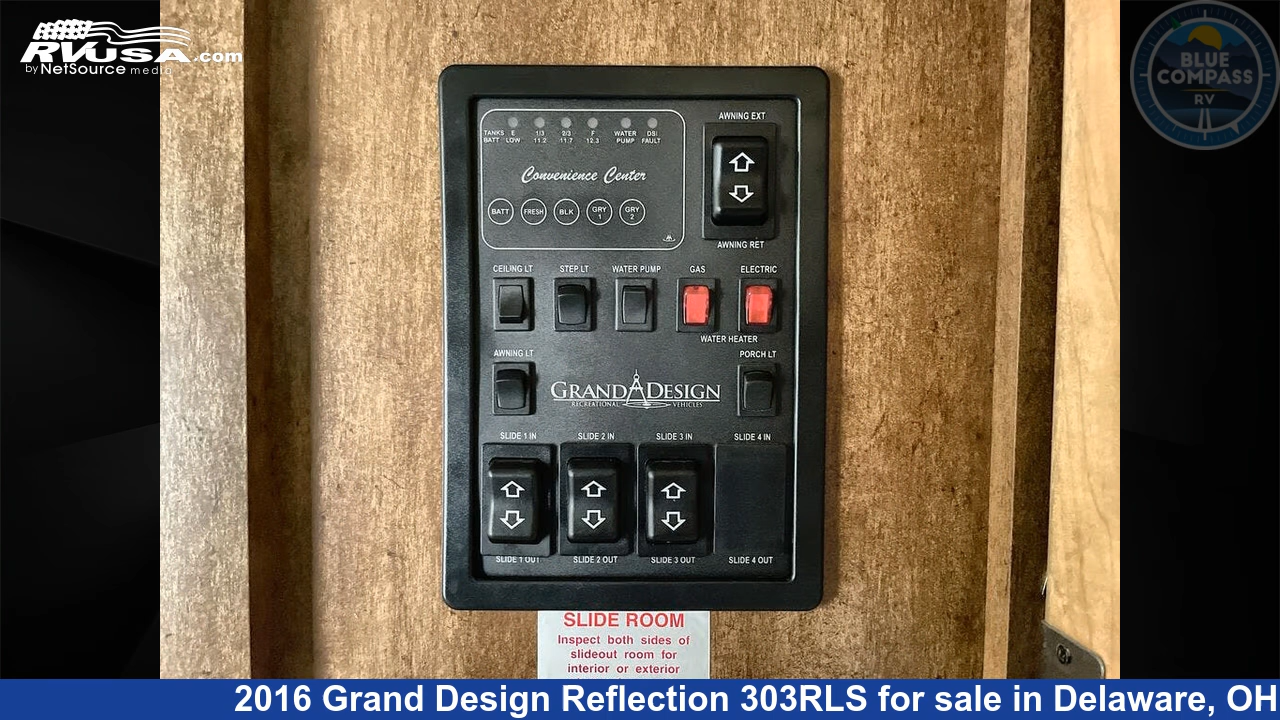 RVUSA.com
by NetSource media
BLUE
COMPASS
RV
AWNING EXT
TANKS E 1/3 2/3 F WATER DSI
BATT LOW 11.2 11.7 12.3 PUMP FAULT
Convenience Center
BATT FRESH BLK GRY 1 GRY 2
AWNING RET
CEILING LT STEP LT WATER PUMP GAS ELECTRIC
WATER HEATER
AWNING LT PORCH LT
GRAND DESIGN
RECREATIONAL VEHICLES
SLIDE 1 IN SLIDE 2 IN SLIDE 3 IN SLIDE 4 IN
SLIDE 1 OUT SLIDE 2 OUT SLIDE 3 OUT SLIDE 4 OUT
SLIDE ROOM
Inspect both sides of
slideout room for
interior or exterior
2016 Grand Design Reflection 303RLS for sale in Delaware, OH